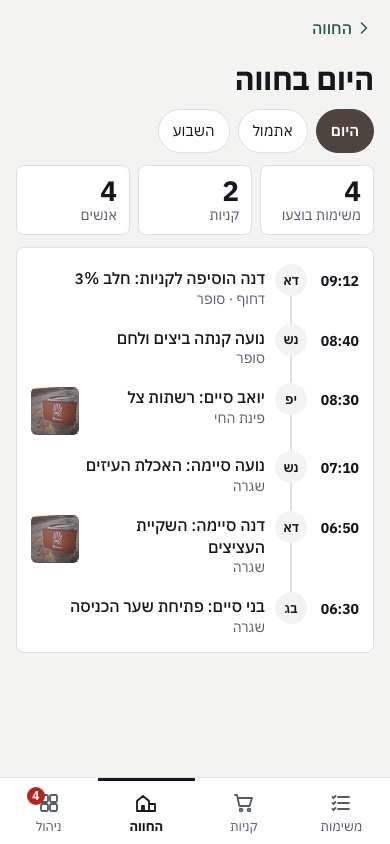 החווה
היום בחווה
היום
אתמול
השבוע
4
משימות בוצעו
2
קניות
4
אנשים
09:12
דא
דנה הוסיפה לקניות: חלב 3%
דחוף · סופר
08:40
נש
נועה קנתה ביצים ולחם
סופר
08:30
יפ
יואב סיים: רשתות צל
פינת החי
07:10
נש
נועה סיימה: האכלת העיזים
שגרה
06:50
דא
דנה סיימה: השקיית
העציצים
שגרה
06:30
בג
בני סיים: פתיחת שער הכניסה
שגרה
משימות
קניות
החווה
4
ניהול